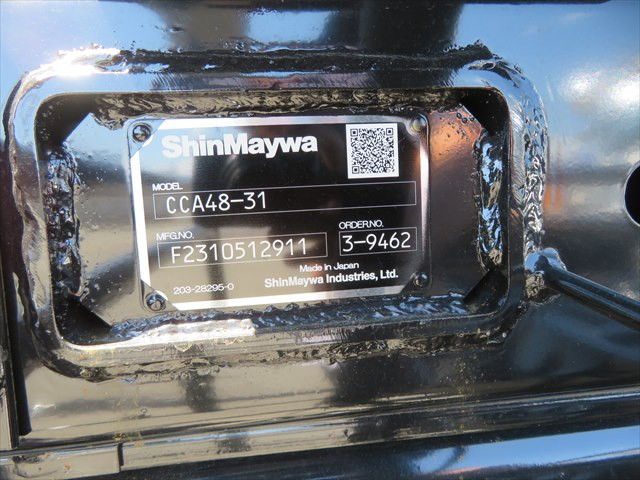 ShinMaywa
MODEL
CCA48-31
MFG.NO. ORDER.NO.
F2310512911 3-9462
Made in Japan
203-28295-0 ShinMaywa Industries, Ltd.